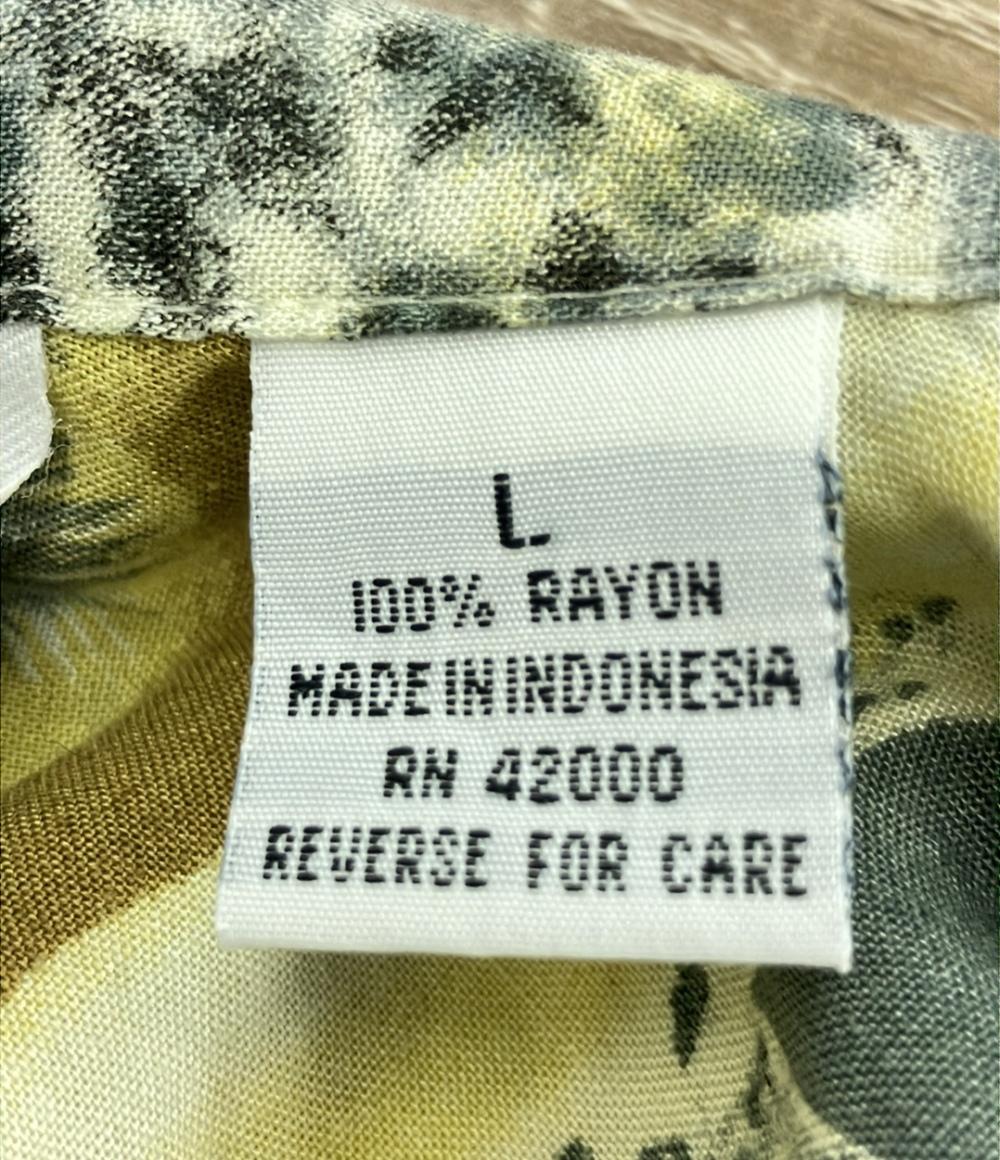 L
100% RAYON
MADE IN INDONESIA
RN 42000
REVERSE FOR CARE